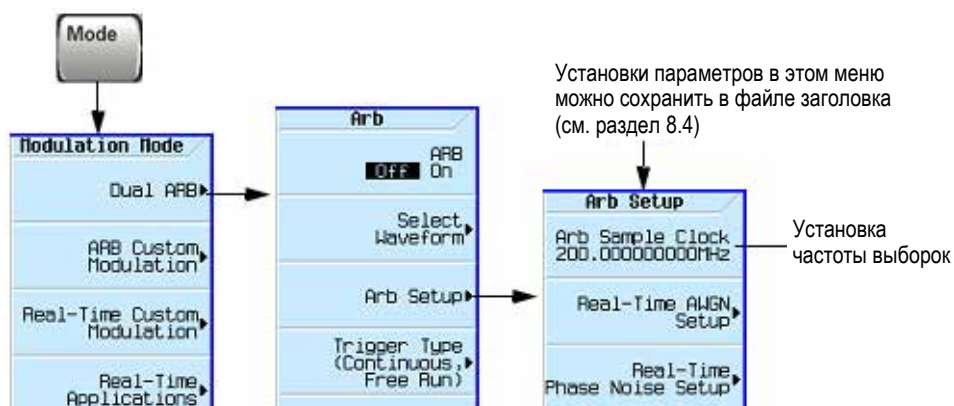 Mode
Установки параметров в этом меню
можно сохранить в файле заголовка
(см. раздел 8.4)
Modulation Mode
Dual ARB
ARB Custom
Modulation
Real-Time Custom
Modulation
Real-Time
Applications
Arb
ARB
Off On
Select
Waveform
Arb Setup
Trigger Type
(Continuous,
Free Run)
Arb Setup
Arb Sample Clock
200.000000000MHz
Real-Time AWGN
Setup
Real-Time
Phase Noise Setup
Установка
частоты выборок